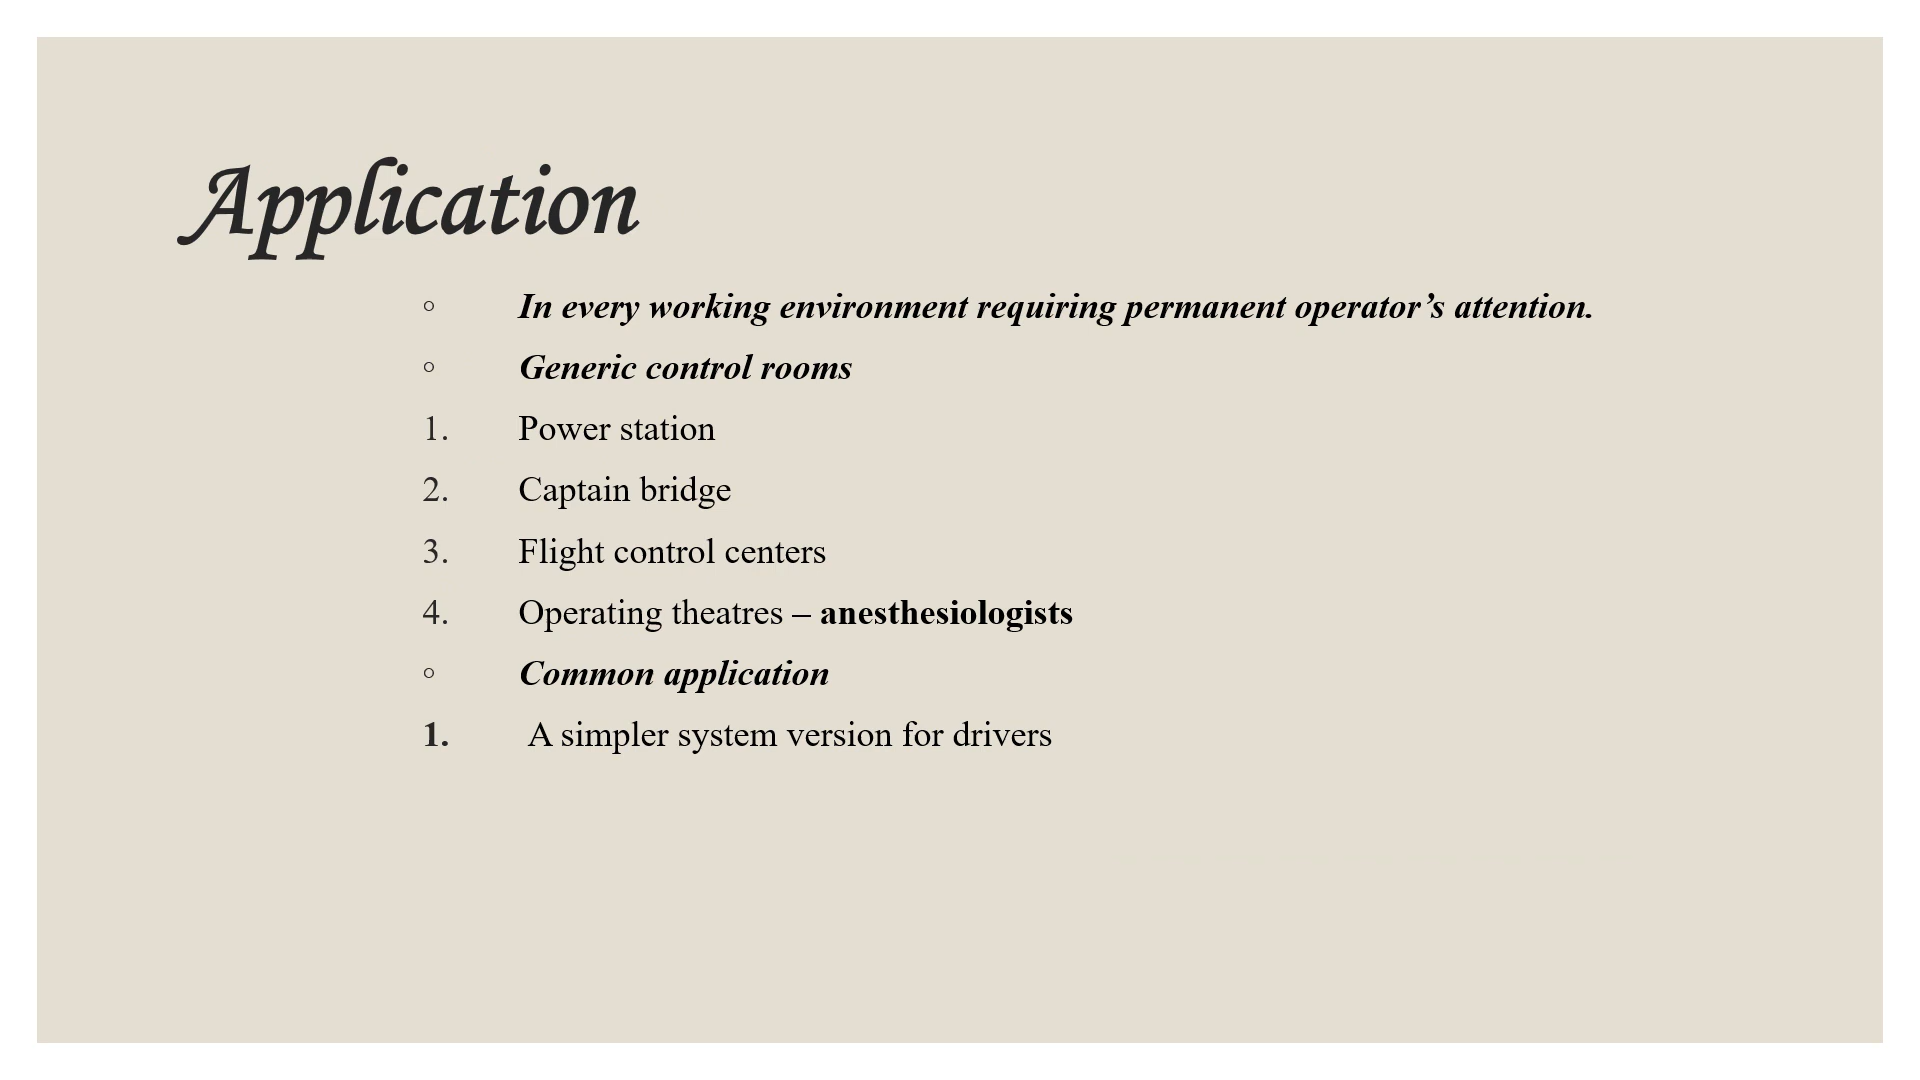 Application
◦ In every working environment requiring permanent operator’s attention.
◦ Generic control rooms
1. Power station
2. Captain bridge
3. Flight control centers
4. Operating theatres – anesthesiologists
◦ Common application
1. A simpler system version for drivers